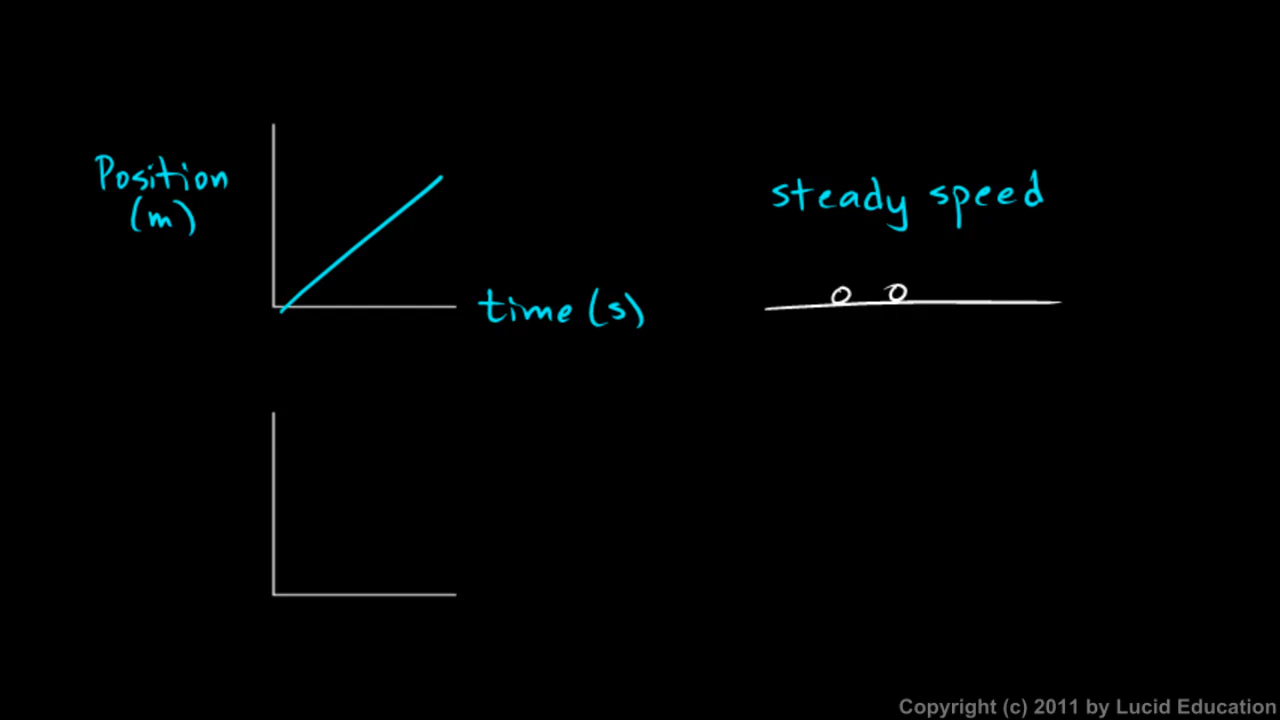 Position
(m)
steady speed
time (s)
Copyright (c) 2011 by Lucid Education